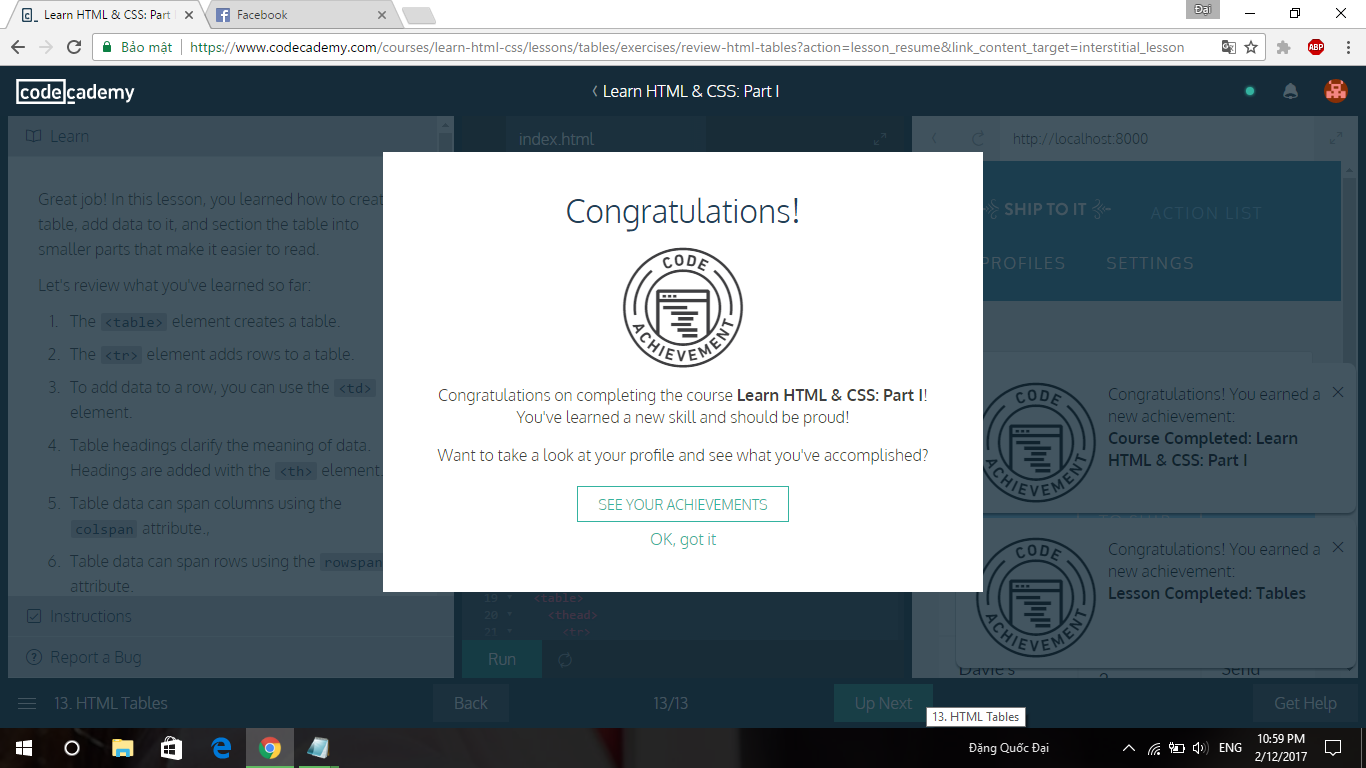 Learn HTML & CSS: Part
Facebook
Đại
Bảo mật
https://www.codecademy.com/courses/learn-html-css/lessons/tables/exercises/review-html-tables?action=lesson_resume&link_content_target=interstitial_lesson
ABP
codecademy
Learn HTML & CSS: Part I
Learn
index.html
http://localhost:8000
Great job! In this lesson, you learned how to creat
table, add data to it, and section the table into
smaller parts that make it easier to read.
Let's review what you've learned so far:
1. The <table> element creates a table.
2. The <tr> element adds rows to a table.
3. To add data to a row, you can use the <td>
element.
4. Table headings clarify the meaning of data.
Headings are added with the <th> element.
5. Table data can span columns using the
colspan attribute.,
6. Table data can span rows using the rowspan
attribute.
Instructions
Report a Bug
Congratulations!
CODE
ACHIEVEMENT
Congratulations on completing the course Learn HTML & CSS: Part I!
You've learned a new skill and should be proud!
Want to take a look at your profile and see what you've accomplished?
SEE YOUR ACHIEVEMENTS
OK, got it
19 <table>
20 <thead>
21 <tr>
Run
SHIP TO IT
ACTION LIST
PROFILES
SETTINGS
CODE
ACHIEVEMENT
Congratulations! You earned a
new achievement:
Course Completed: Learn
HTML & CSS: Part I
CODE
ACHIEVEMENT
Congratulations! You earned a
new achievement:
Lesson Completed: Tables
Davie's
2
Send
13. HTML Tables
Back
13/13
Up Next
Get Help
13. HTML Tables
Đặng Quốc Đại
ENG
10:59 PM
2/12/2017